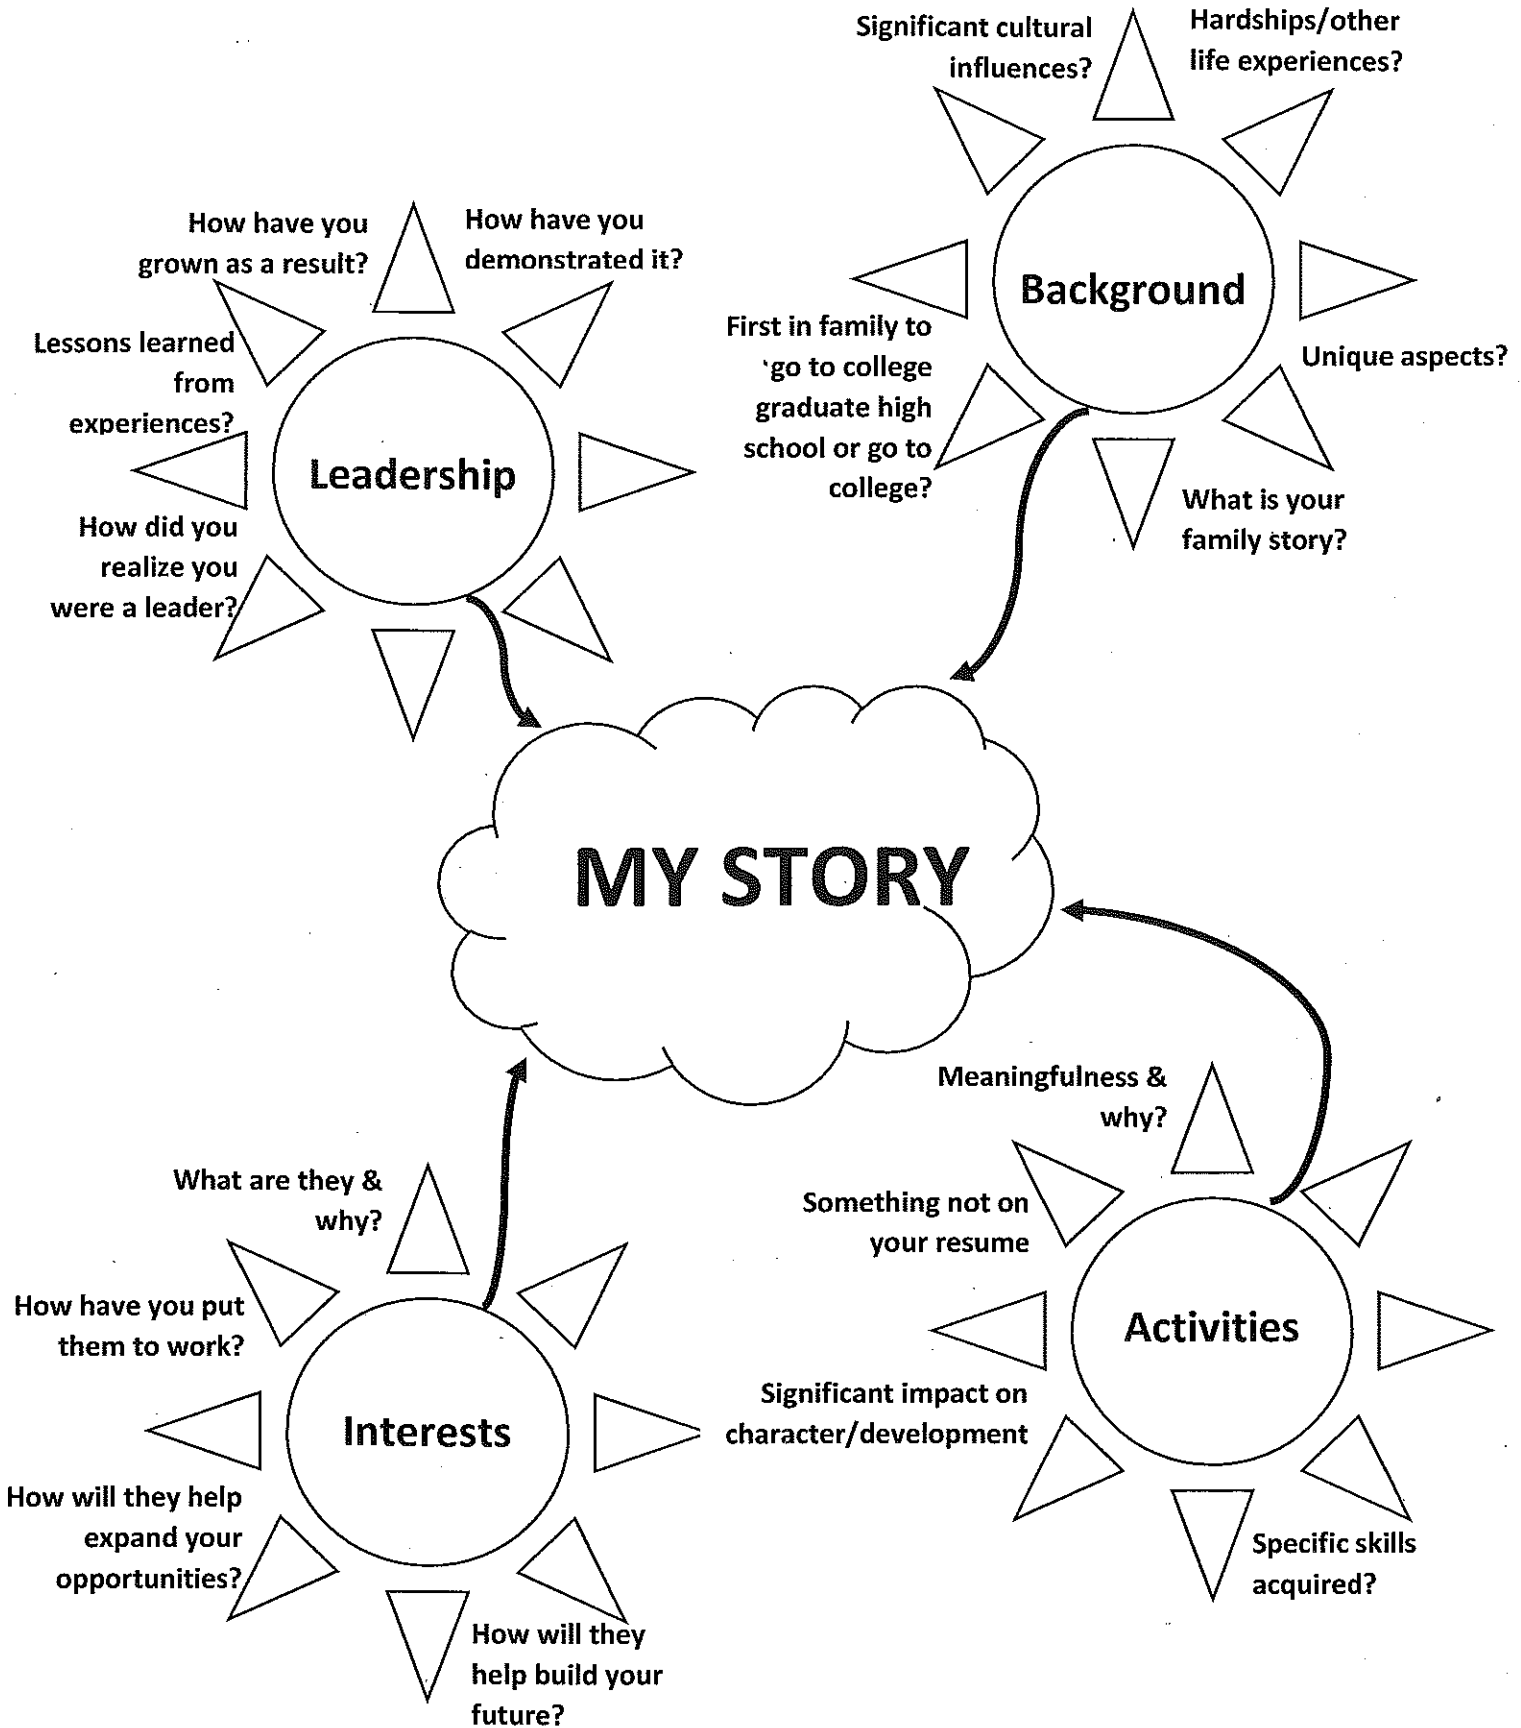 Significant cultural
influences?
Hardships/other
life experiences?
Background
First in family to
go to college
graduate high
school or go to
college?
Unique aspects?
What is your
family story?
How have you
grown as a result?
How have you
demonstrated it?
Lessons learned
from
experiences?
Leadership
How did you
realize you
were a leader?
MY STORY
What are they &
why?
How have you put
them to work?
Interests
How will they help
expand your
opportunities?
How will they
help build your
future?
Meaningfulness &
why?
Something not on
your resume
Activities
Significant impact on
character/development
Specific skills
acquired?